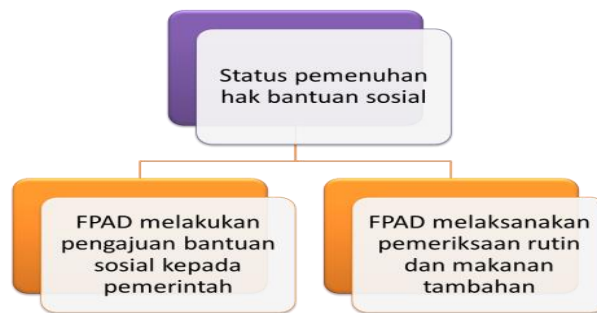 Status pemenuhan
hak bantuan sosial
FPAD melakukan
pengajuan bantuan
sosial kepada
pemerintah
FPAD melaksanakan
pemeriksaan rutin
dan makanan
tambahan